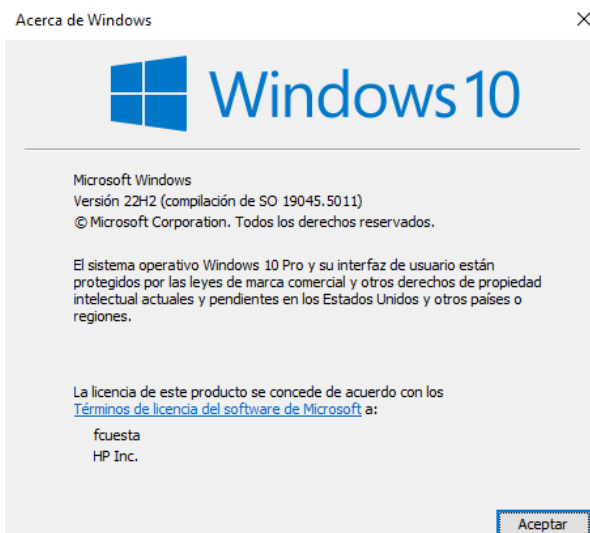 Acerca de Windows
Windows 10
Microsoft Windows
Versión 22H2 (compilación de SO 19045.5011)
© Microsoft Corporation. Todos los derechos reservados.
El sistema operativo Windows 10 Pro y su interfaz de usuario están
protegidos por las leyes de marca comercial y otros derechos de propiedad
intelectual actuales y pendientes en los Estados Unidos y otros países o
regiones.
La licencia de este producto se concede de acuerdo con los
Términos de licencia del software de Microsoft a:
fcuesta
HP Inc.
Aceptar